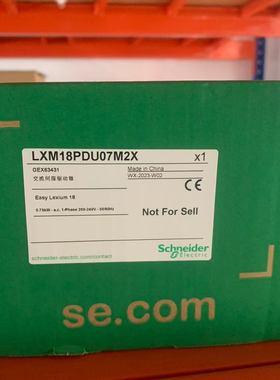 LXM18PDU07M2X x1
GEX63431 Made in China
交流伺服驱动器 WX-2023-W02
Easy Lexium 18
0.75kW - a.c. 1-Phase 200-240V - 50/60Hz
Not For Sell
Schneider
Electric
schneider-electric.com/contact
se.com